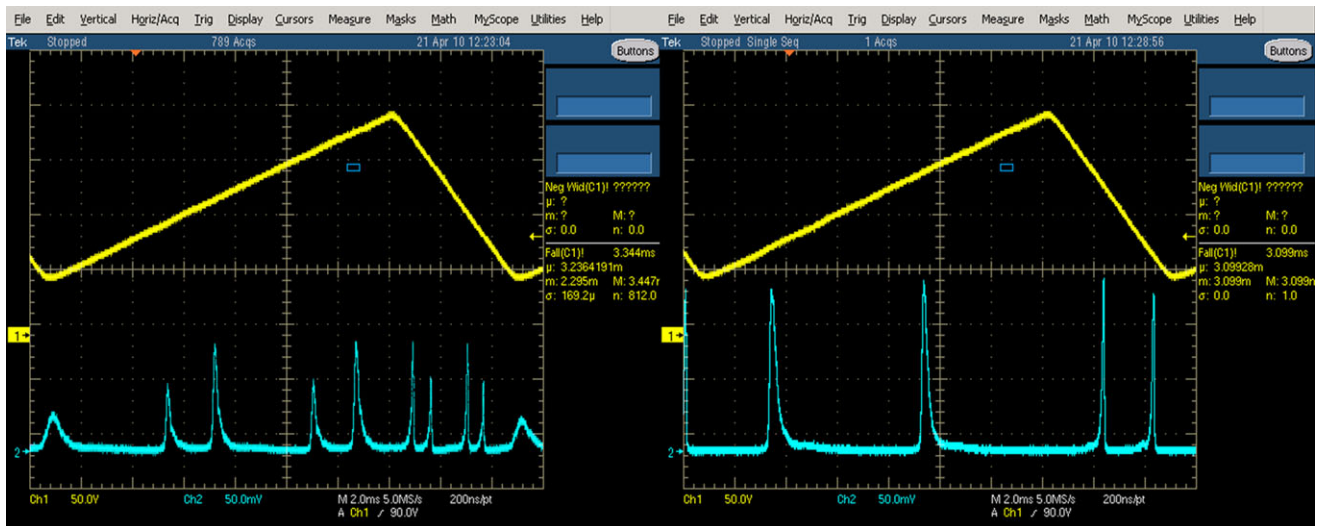 File Edit Vertical Horiz/Acq Trig Display Cursors Measure Masks Math MyScope Utilities Help
Tek Stopped 789 Acqs 21 Apr 10 12:23:04
Buttons
Neg Wid(C1)! ??????
μ: ?
m: ? M: ?
σ: 0.0 n: 0.0
Fall(C1)! 3.344ms
μ: 3.2364191m
m: 2.295m M: 3.447r
σ: 169.2μ n: 812.0
1
2
Ch1 50.0V Ch2 50.0mV M 2.0ms 5.0MS/s 200ns/pt
A Ch1 / 90.0V
File Edit Vertical Horiz/Acq Trig Display Cursors Measure Masks Math MyScope Utilities Help
Tek Stopped Single Seq 1 Acqs 21 Apr 10 12:28:56
Buttons
Neg Wid(C1)! ??????
μ: ?
m: ? M: ?
σ: 0.0 n: 0.0
Fall(C1)! 3.099ms
μ: 3.09928m
m: 3.099m M: 3.099n
σ: 0.0 n: 1.0
1
2
Ch1 50.0V Ch2 50.0mV M 2.0ms 5.0MS/s 200ns/pt
A Ch1 / 90.0V